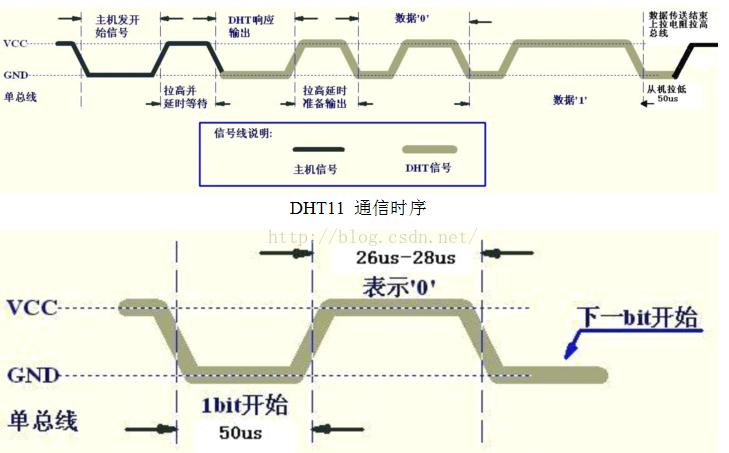 主机发开
始信号
DHT响应
输出
数据'0'
数据传送结束
上拉电阻拉高
总线
VCC
GND
单总线
拉高并
延时等待
拉高延时
准备输出
数据'1'
从机拉低
50us
信号线说明:
主机信号
DHT信号
DHT11 通信时序
http://blog.csdn.net/
26us-28us
表示'0'
VCC
下一bit开始
GND
1bit开始
单总线
50us